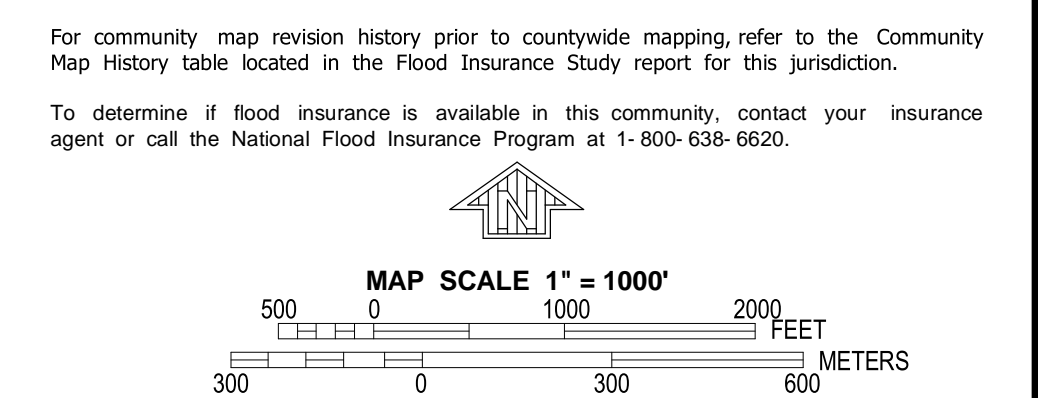 For community map revision history prior to countywide mapping, refer to the Community
Map History table located in the Flood Insurance Study report for this jurisdiction.
To determine if flood insurance is available in this community, contact your insurance
agent or call the National Flood Insurance Program at 1- 800- 638- 6620.
N
MAP SCALE 1" = 1000'
500 0 1000 2000
FEET
METERS
300 0 300 600